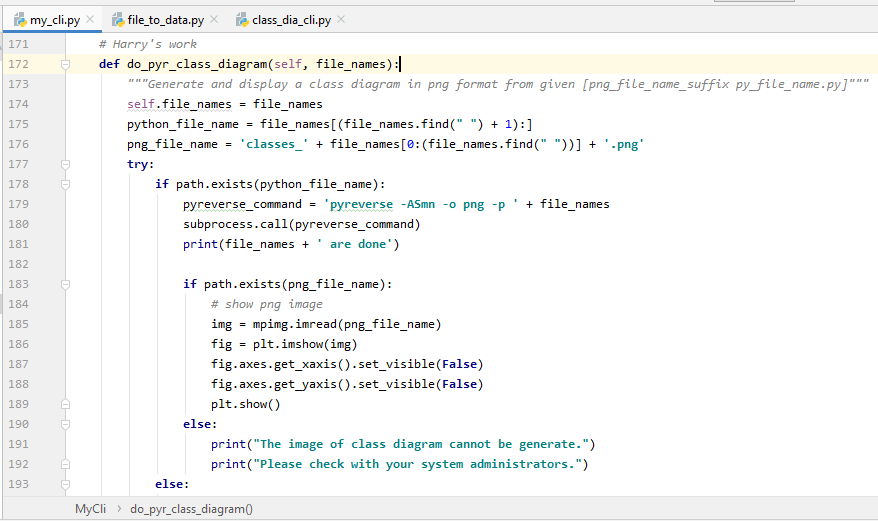 my_cli.py × file_to_data.py × class_dia_cli.py ×
171 # Harry's work
172 def do_pyr_class_diagram(self, file_names):
173 """Generate and display a class diagram in png format from given [png_file_name_suffix py_file_name.py]"""
174 self.file_names = file_names
175 python_file_name = file_names[(file_names.find(" ") + 1):]
176 png_file_name = 'classes_' + file_names[0:(file_names.find(" "))] + '.png'
177 try:
178 if path.exists(python_file_name):
179 pyreverse_command = 'pyreverse -ASmn -o png -p ' + file_names
180 subprocess.call(pyreverse_command)
181 print(file_names + ' are done')
182
183 if path.exists(png_file_name):
184 # show png image
185 img = mpimg.imread(png_file_name)
186 fig = plt.imshow(img)
187 fig.axes.get_xaxis().set_visible(False)
188 fig.axes.get_yaxis().set_visible(False)
189 plt.show()
190 else:
191 print("The image of class diagram cannot be generate.")
192 print("Please check with your system administrators.")
193 else:
MyCli › do_pyr_class_diagram()